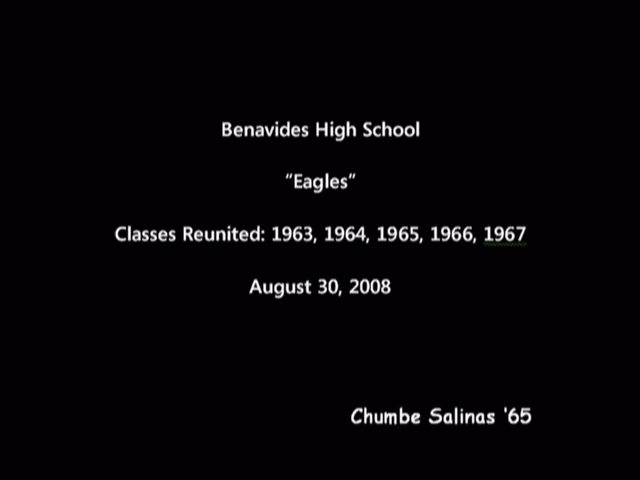 Benavides High School
“Eagles”
Classes Reunited: 1963, 1964, 1965, 1966, 1967
August 30, 2008
Chumbe Salinas '65